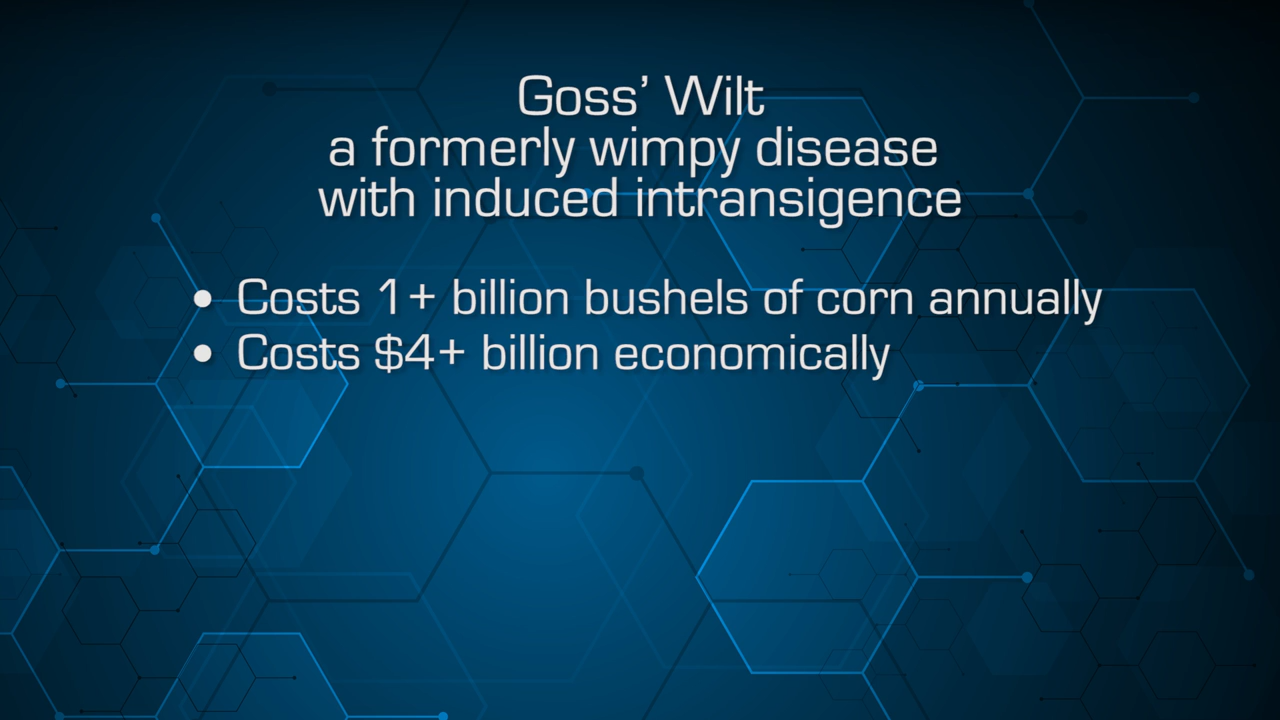 Goss’ Wilt
a formerly wimpy disease
with induced intransigence
• Costs 1+ billion bushels of corn annually
• Costs $4+ billion economically